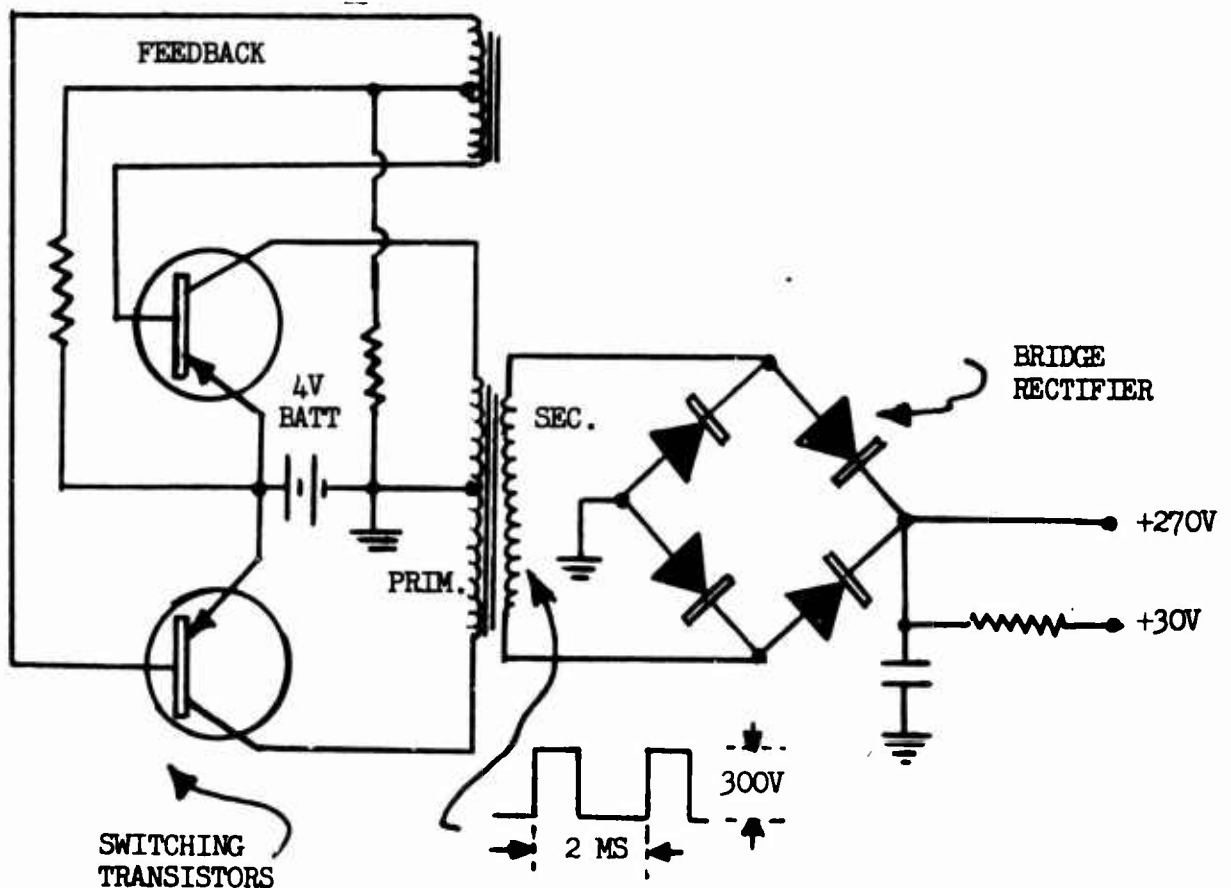 FEEDBACK
4V
BATT
SEC.
BRIDGE
RECTIFIER
+270V
PRIM.
+30V
300V
2 MS
SWITCHING
TRANSISTORS